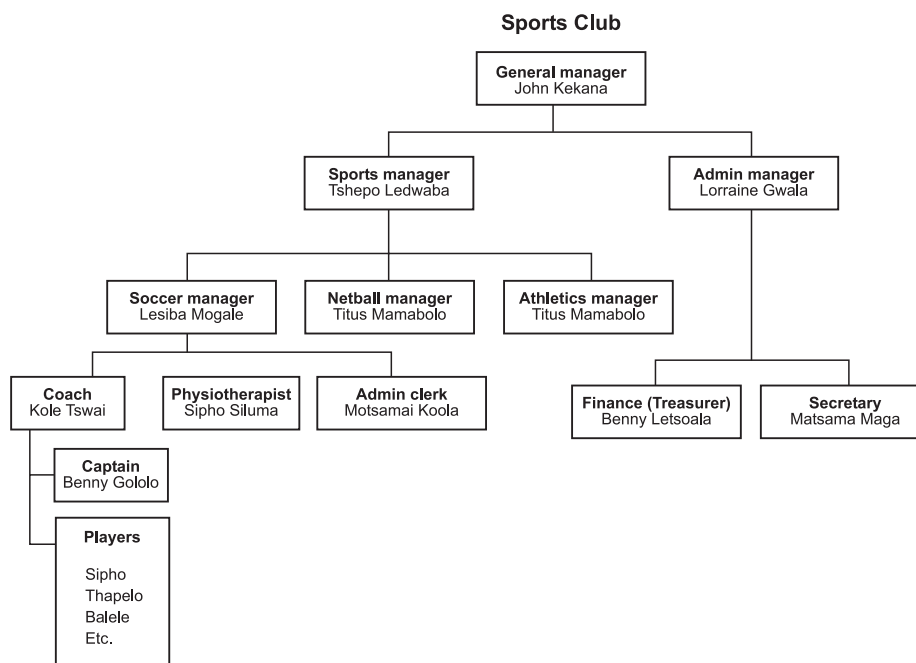 Sports Club
General manager
John Kekana
Sports manager
Tshepo Ledwaba
Admin manager
Lorraine Gwala
Soccer manager
Lesiba Mogale
Netball manager
Titus Mamabolo
Athletics manager
Titus Mamabolo
Coach
Kole Tswai
Physiotherapist
Sipho Siluma
Admin clerk
Motsamai Koola
Finance (Treasurer)
Benny Letsoala
Secretary
Matsama Maga
Captain
Benny Gololo
Players
Sipho
Thapelo
Balele
Etc.